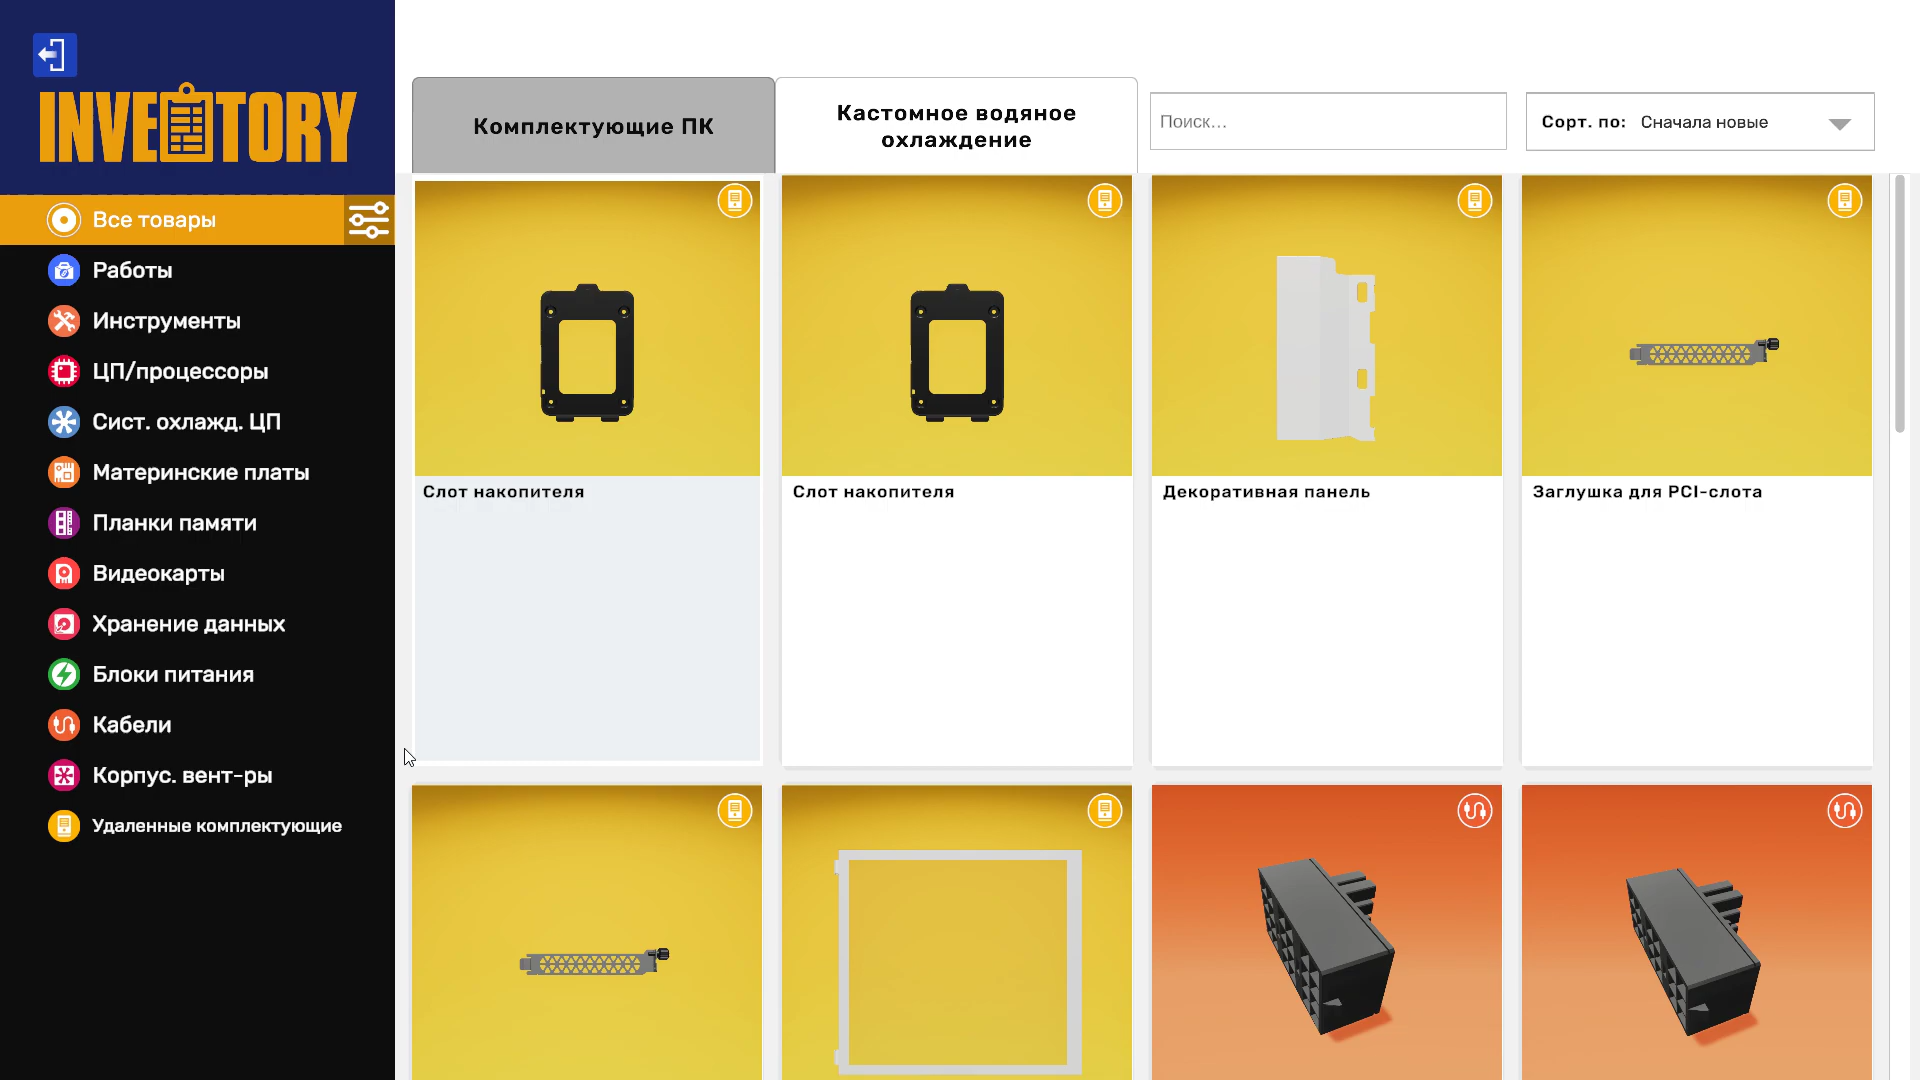 INVENTORY
Все товары
Работы
Инструменты
ЦП/процессоры
Сист. охлажд. ЦП
Материнские платы
Планки памяти
Видеокарты
Хранение данных
Блоки питания
Кабели
Корпус. вент-ры
Удаленные комплектующие
Комплектующие ПК
Кастомное водяное
охлаждение
Поиск...
Сорт. по: Сначала новые
Слот накопителя
Слот накопителя
Декоративная панель
Заглушка для PCI-слота